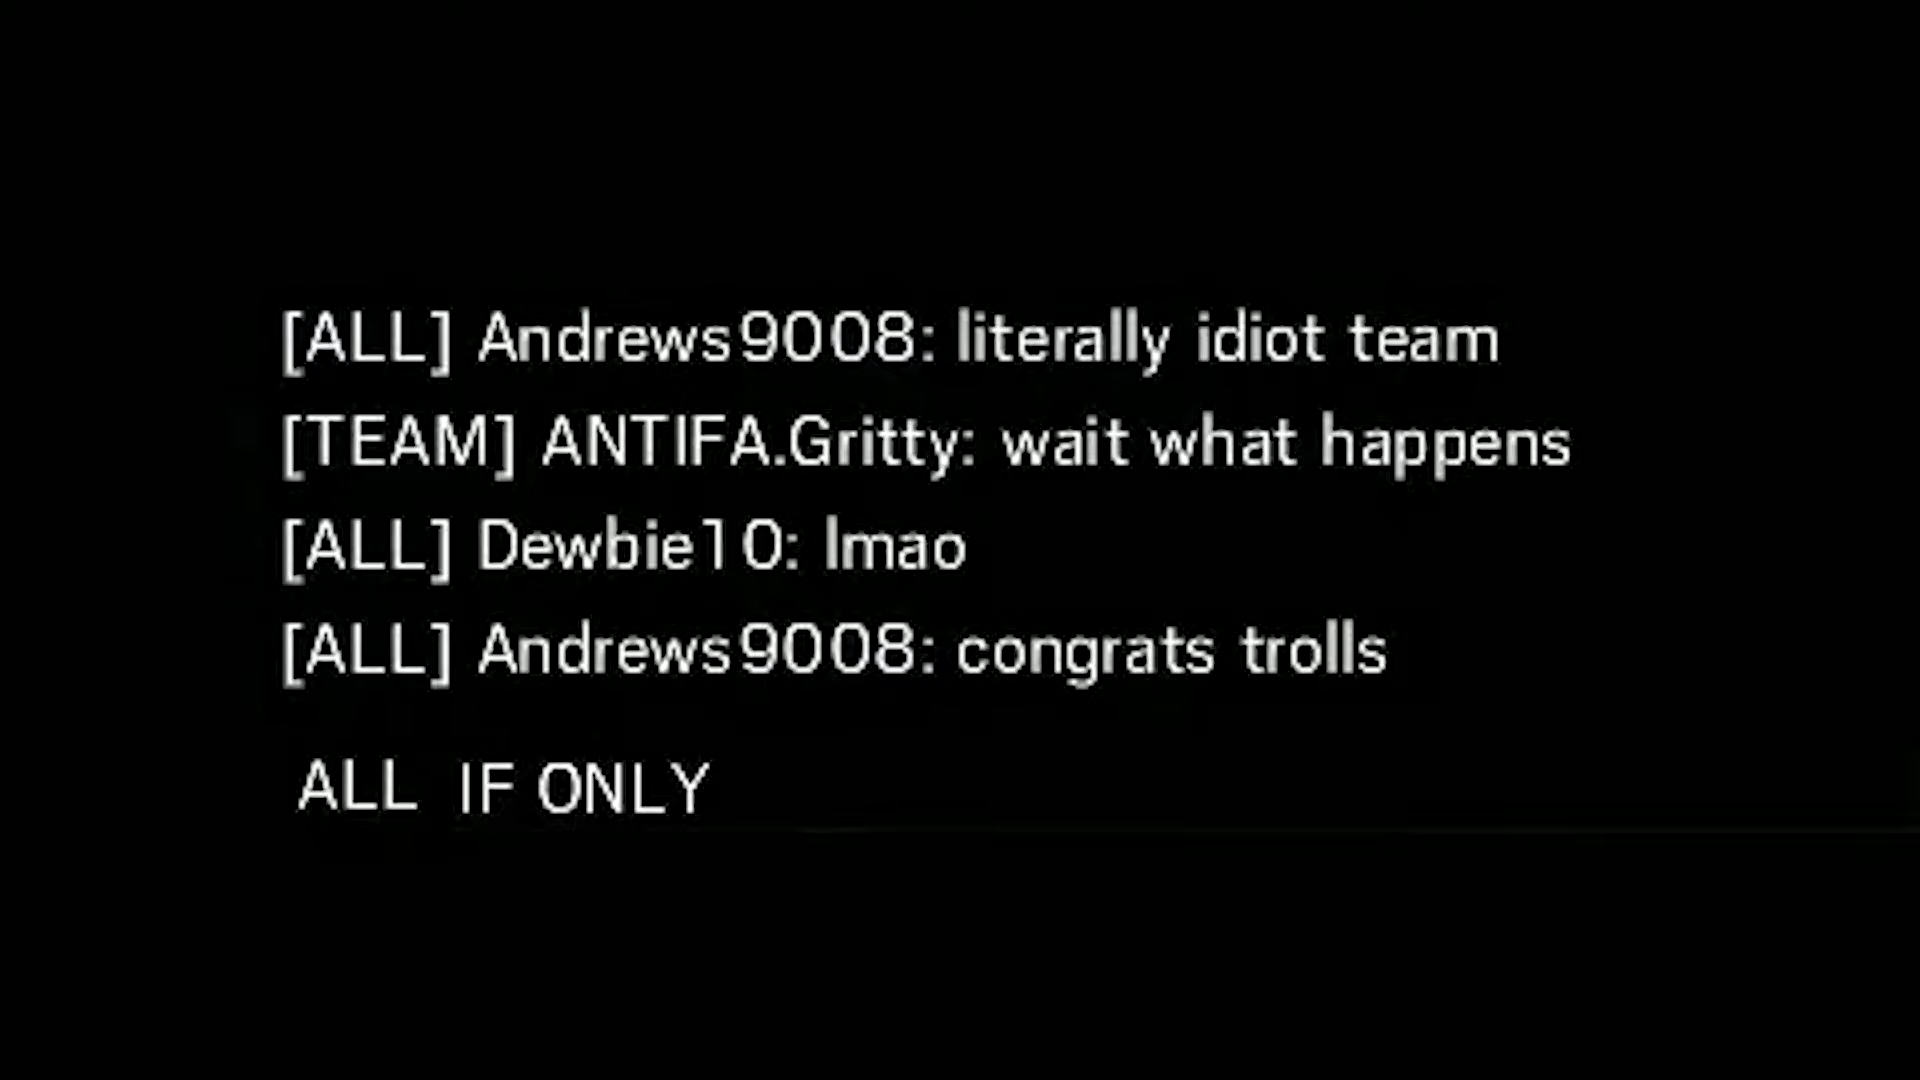 [ALL] Andrews9008: literally idiot team
[TEAM] ANTIFA.Gritty: wait what happens
[ALL] Dewbie10: lmao
[ALL] Andrews9008: congrats trolls
ALL IF ONLY